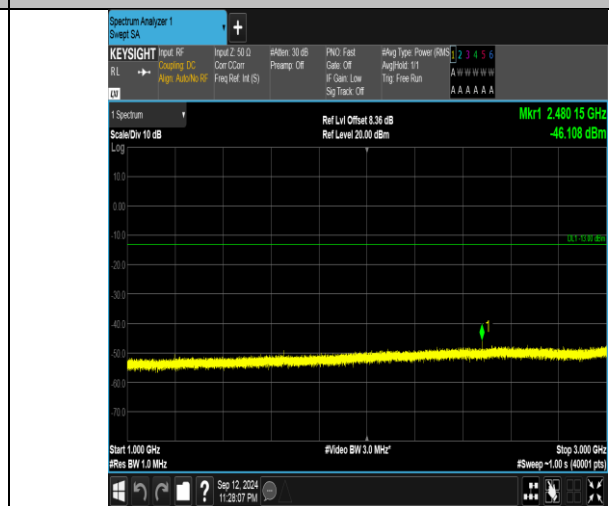 Spectrum Analyzer 1
Swept SA
+
KEYSIGHT Input: RF Input Z: 50 Ω #Atten: 30 dB PNO: Fast #Avg Type: Power (RMS 1 2 3 4 5 6
RL Coupling: DC Corr CCorr Preamp: Off Gate: Off Avg|Hold: 1/1 A W W W W W
Align: Auto/No RF Freq Ref: Int (S) IF Gain: Low Trig: Free Run
Sig Track: Off A A A A A A
LXI
1 Spectrum Ref Lvl Offset 8.36 dB Mkr1 2.480 15 GHz
Scale/Div 10 dB Ref Level 20.00 dBm -46.108 dBm
Log
10.0
0.00
-10.0
DL1 -13.00 dBm
-20.0
-30.0
-40.0
1
-50.0
-60.0
-70.0
Start 1.000 GHz #Video BW 3.0 MHz* Stop 3.000 GHz
#Res BW 1.0 MHz #Sweep ~1.00 s (40001 pts)
? Sep 12, 2024
11:28:07 PM